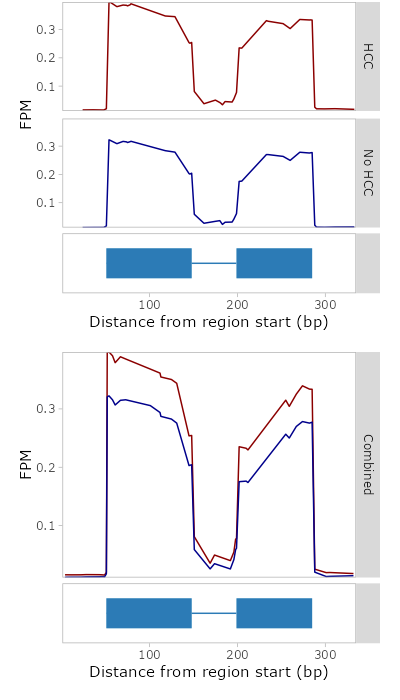 0.3
0.2
0.1
HCC
FPM
0.3
0.2
0.1
No HCC
100 200 300
Distance from region start (bp)
0.3
0.2
0.1
FPM
Combined
100 200 300
Distance from region start (bp)